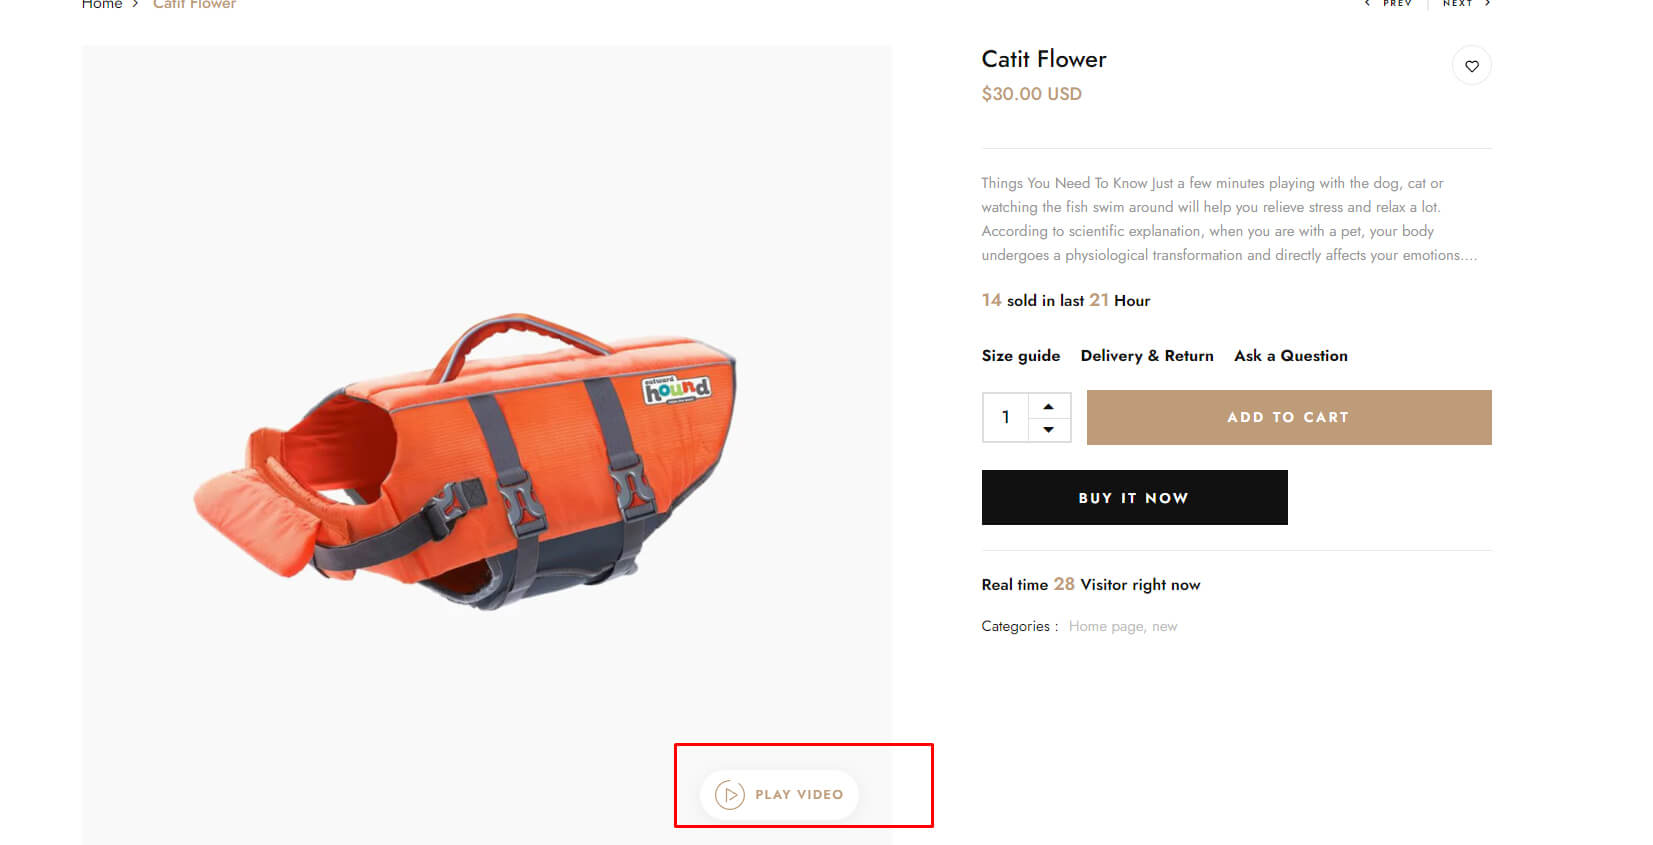 Home > Catit Flower
< PREV | NEXT >
outward
hound
PLAY VIDEO
Catit Flower
$30.00 USD
Things You Need To Know Just a few minutes playing with the dog, cat or
watching the fish swim around will help you relieve stress and relax a lot.
According to scientific explanation, when you are with a pet, your body
undergoes a physiological transformation and directly affects your emotions....
14 sold in last 21 Hour
Size guide Delivery & Return Ask a Question
1
ADD TO CART
BUY IT NOW
Real time 28 Visitor right now
Categories : Home page, new